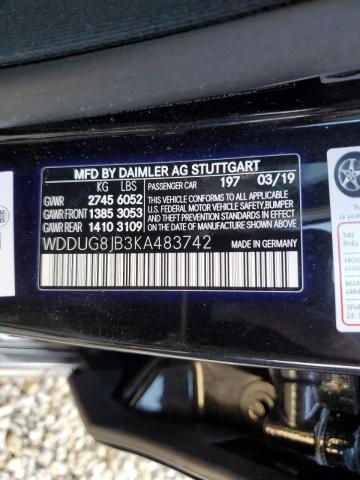 MFD BY DAIMLER AG STUTTGART
KG LBS PASSENGER CAR 197 03/19
GVWR 2745 6052
GAWR FRONT 1385 3053
GAWR REAR 1410 3109
THIS VEHICLE CONFORMS TO ALL APPLICABLE
U.S. FEDERAL MOTOR VEHICLE SAFETY,BUMPER,
AND THEFT PREVENTION STANDARDS IN EFFECT ON
THE DATE OF MANUFACTURE SHOWN ABOVE.
WDDUG8JB3KA483742 MADE IN GERMANY